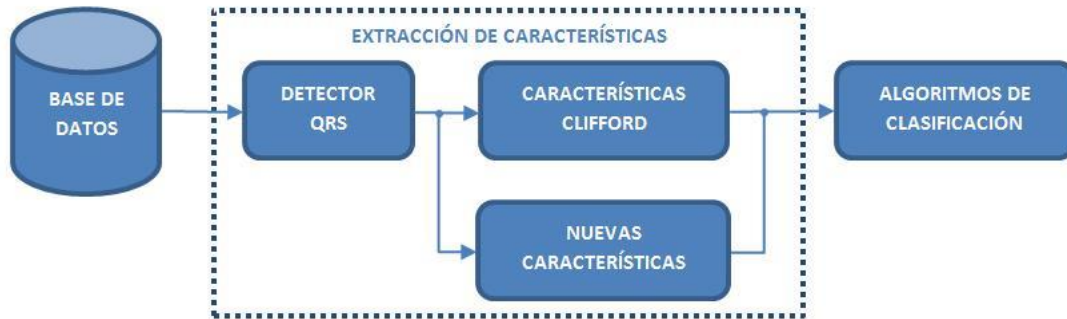 EXTRACCIÓN DE CARACTERÍSTICAS
BASE DE
DATOS
DETECTOR
QRS
CARACTERÍSTICAS
CLIFFORD
ALGORITMOS DE
CLASIFICACIÓN
NUEVAS
CARACTERÍSTICAS